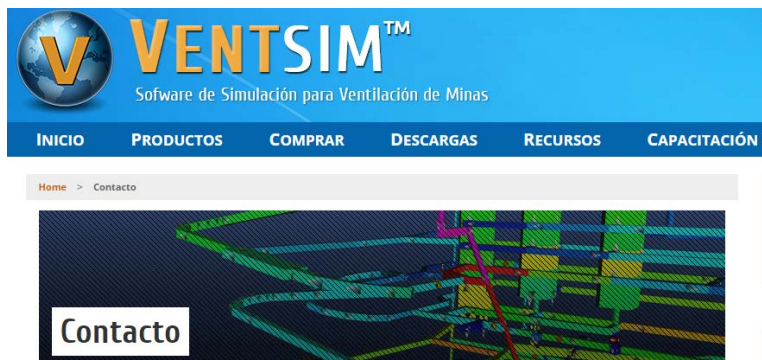 V VENTSIM™
Sofware de Simulación para Ventilación de Minas
INICIO PRODUCTOS COMPRAR DESCARGAS RECURSOS CAPACITACIÓN
Home > Contacto
Contacto